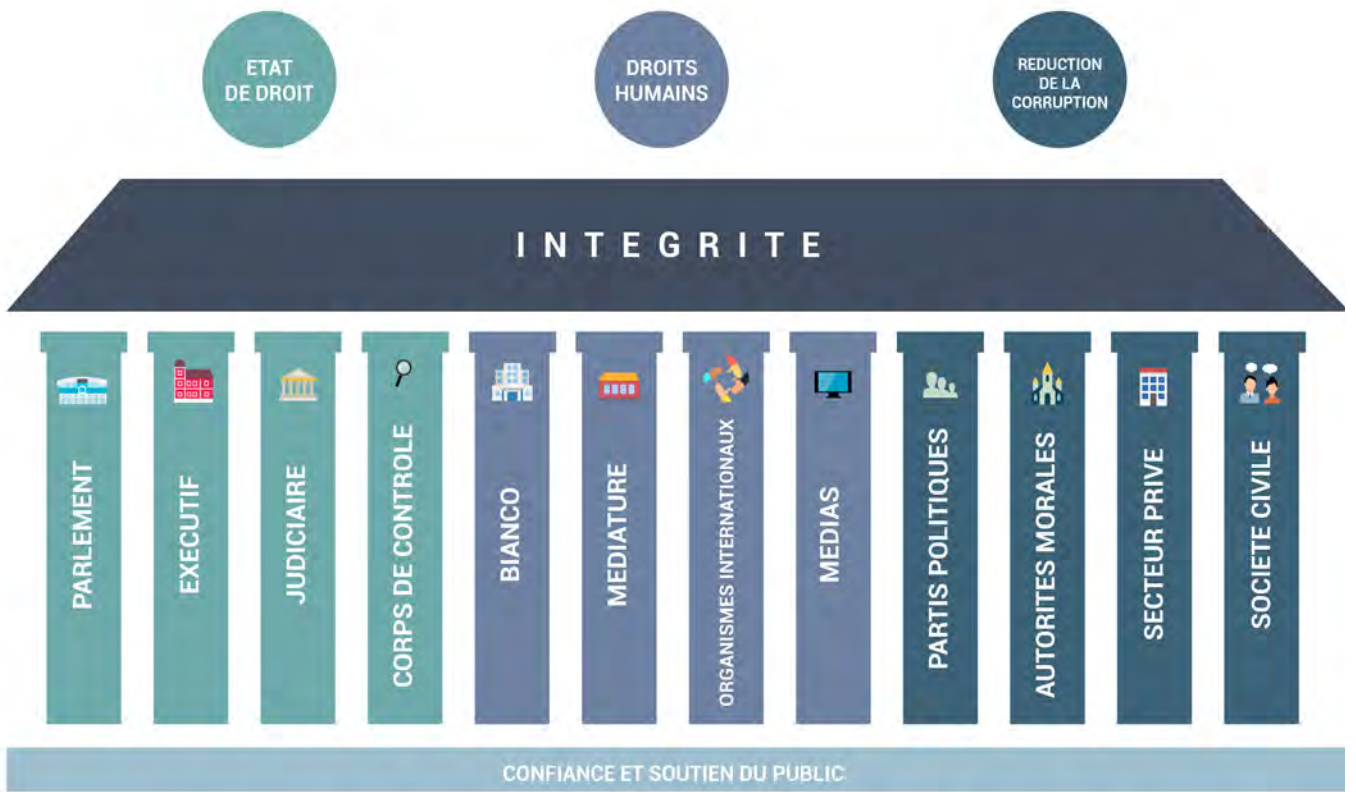 ETAT
DE DROIT
DROITS
HUMAINS
REDUCTION
DE LA
CORRUPTION
INTEGRITE
PARLEMENT
EXECUTIF
JUDICIAIRE
CORPS DE CONTROLE
BIANCO
MEDIATURE
ORGANISMES INTERNATIONAUX
MEDIAS
PARTIS POLITIQUES
AUTORITES MORALES
SECTEUR PRIVE
SOCIETE CIVILE
CONFIANCE ET SOUTIEN DU PUBLIC